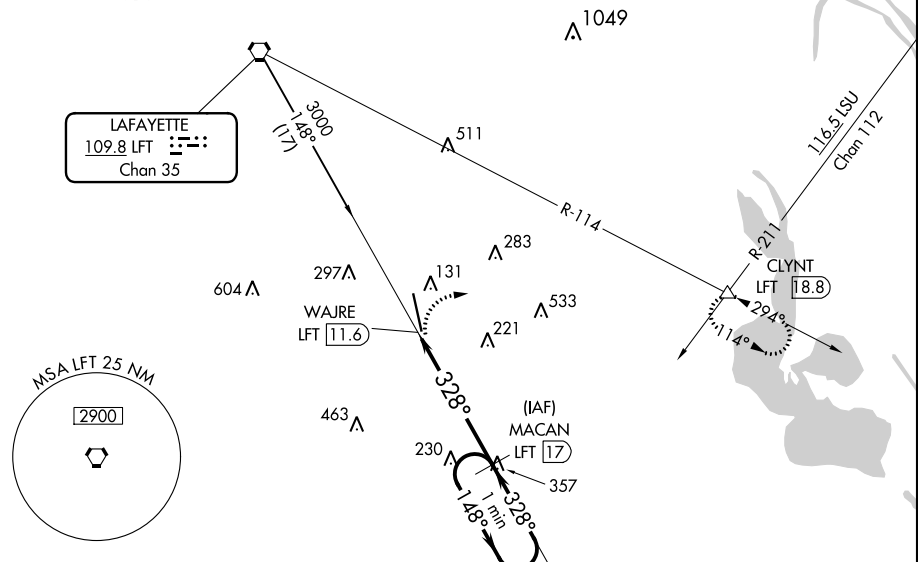 1049
LAFAYETTE
109.8 LFT
Chan 35
3000
148°
(17)
511
116.5 LSU
Chan 112
R-114
R-211
283
CLYNT
LFT 18.8
604
297
131
294°
114°
533
WAJRE
LFT 11.6
221
MSA LFT 25 NM
2900
328°
463
(IAF)
MACAN
LFT 17
230
357
148°
1 min
328°